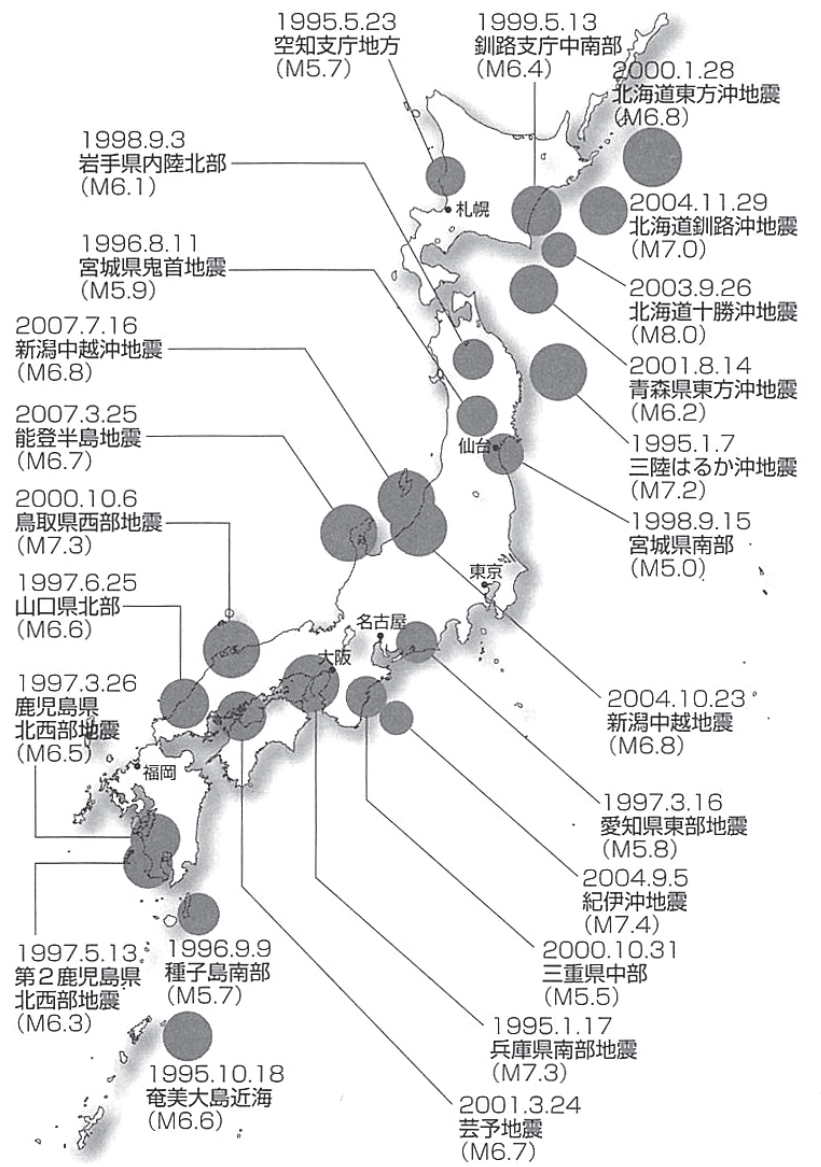 1995.5.23
空知支庁地方
(M5.7)
1999.5.13
釧路支庁中南部
(M6.4)
2000.1.28
北海道東方沖地震
(M6.8)
1998.9.3
岩手県内陸北部
(M6.1)
札幌
2004.11.29
北海道釧路沖地震
(M7.0)
1996.8.11
宮城県鬼首地震
(M5.9)
2003.9.26
北海道十勝沖地震
(M8.0)
2007.7.16
新潟中越沖地震
(M6.8)
2001.8.14
青森県東方沖地震
(M6.2)
2007.3.25
能登半島地震
(M6.7)
仙台
1995.1.7
三陸はるか沖地震
(M7.2)
2000.10.6
鳥取県西部地震
(M7.3)
1998.9.15
宮城県南部
(M5.0)
東京
1997.6.25
山口県北部
(M6.6)
名古屋
大阪
1997.3.26
鹿児島県
北西部地震
(M6.5)
2004.10.23
新潟中越地震
(M6.8)
福岡
1997.3.16
愛知県東部地震
(M5.8)
2004.9.5
紀伊沖地震
(M7.4)
1997.5.13
第2鹿児島県
北西部地震
(M6.3)
1996.9.9
種子島南部
(M5.7)
2000.10.31
三重県中部
(M5.5)
1995.1.17
兵庫県南部地震
(M7.3)
1995.10.18
奄美大島近海
(M6.6)
2001.3.24
芸予地震
(M6.7)